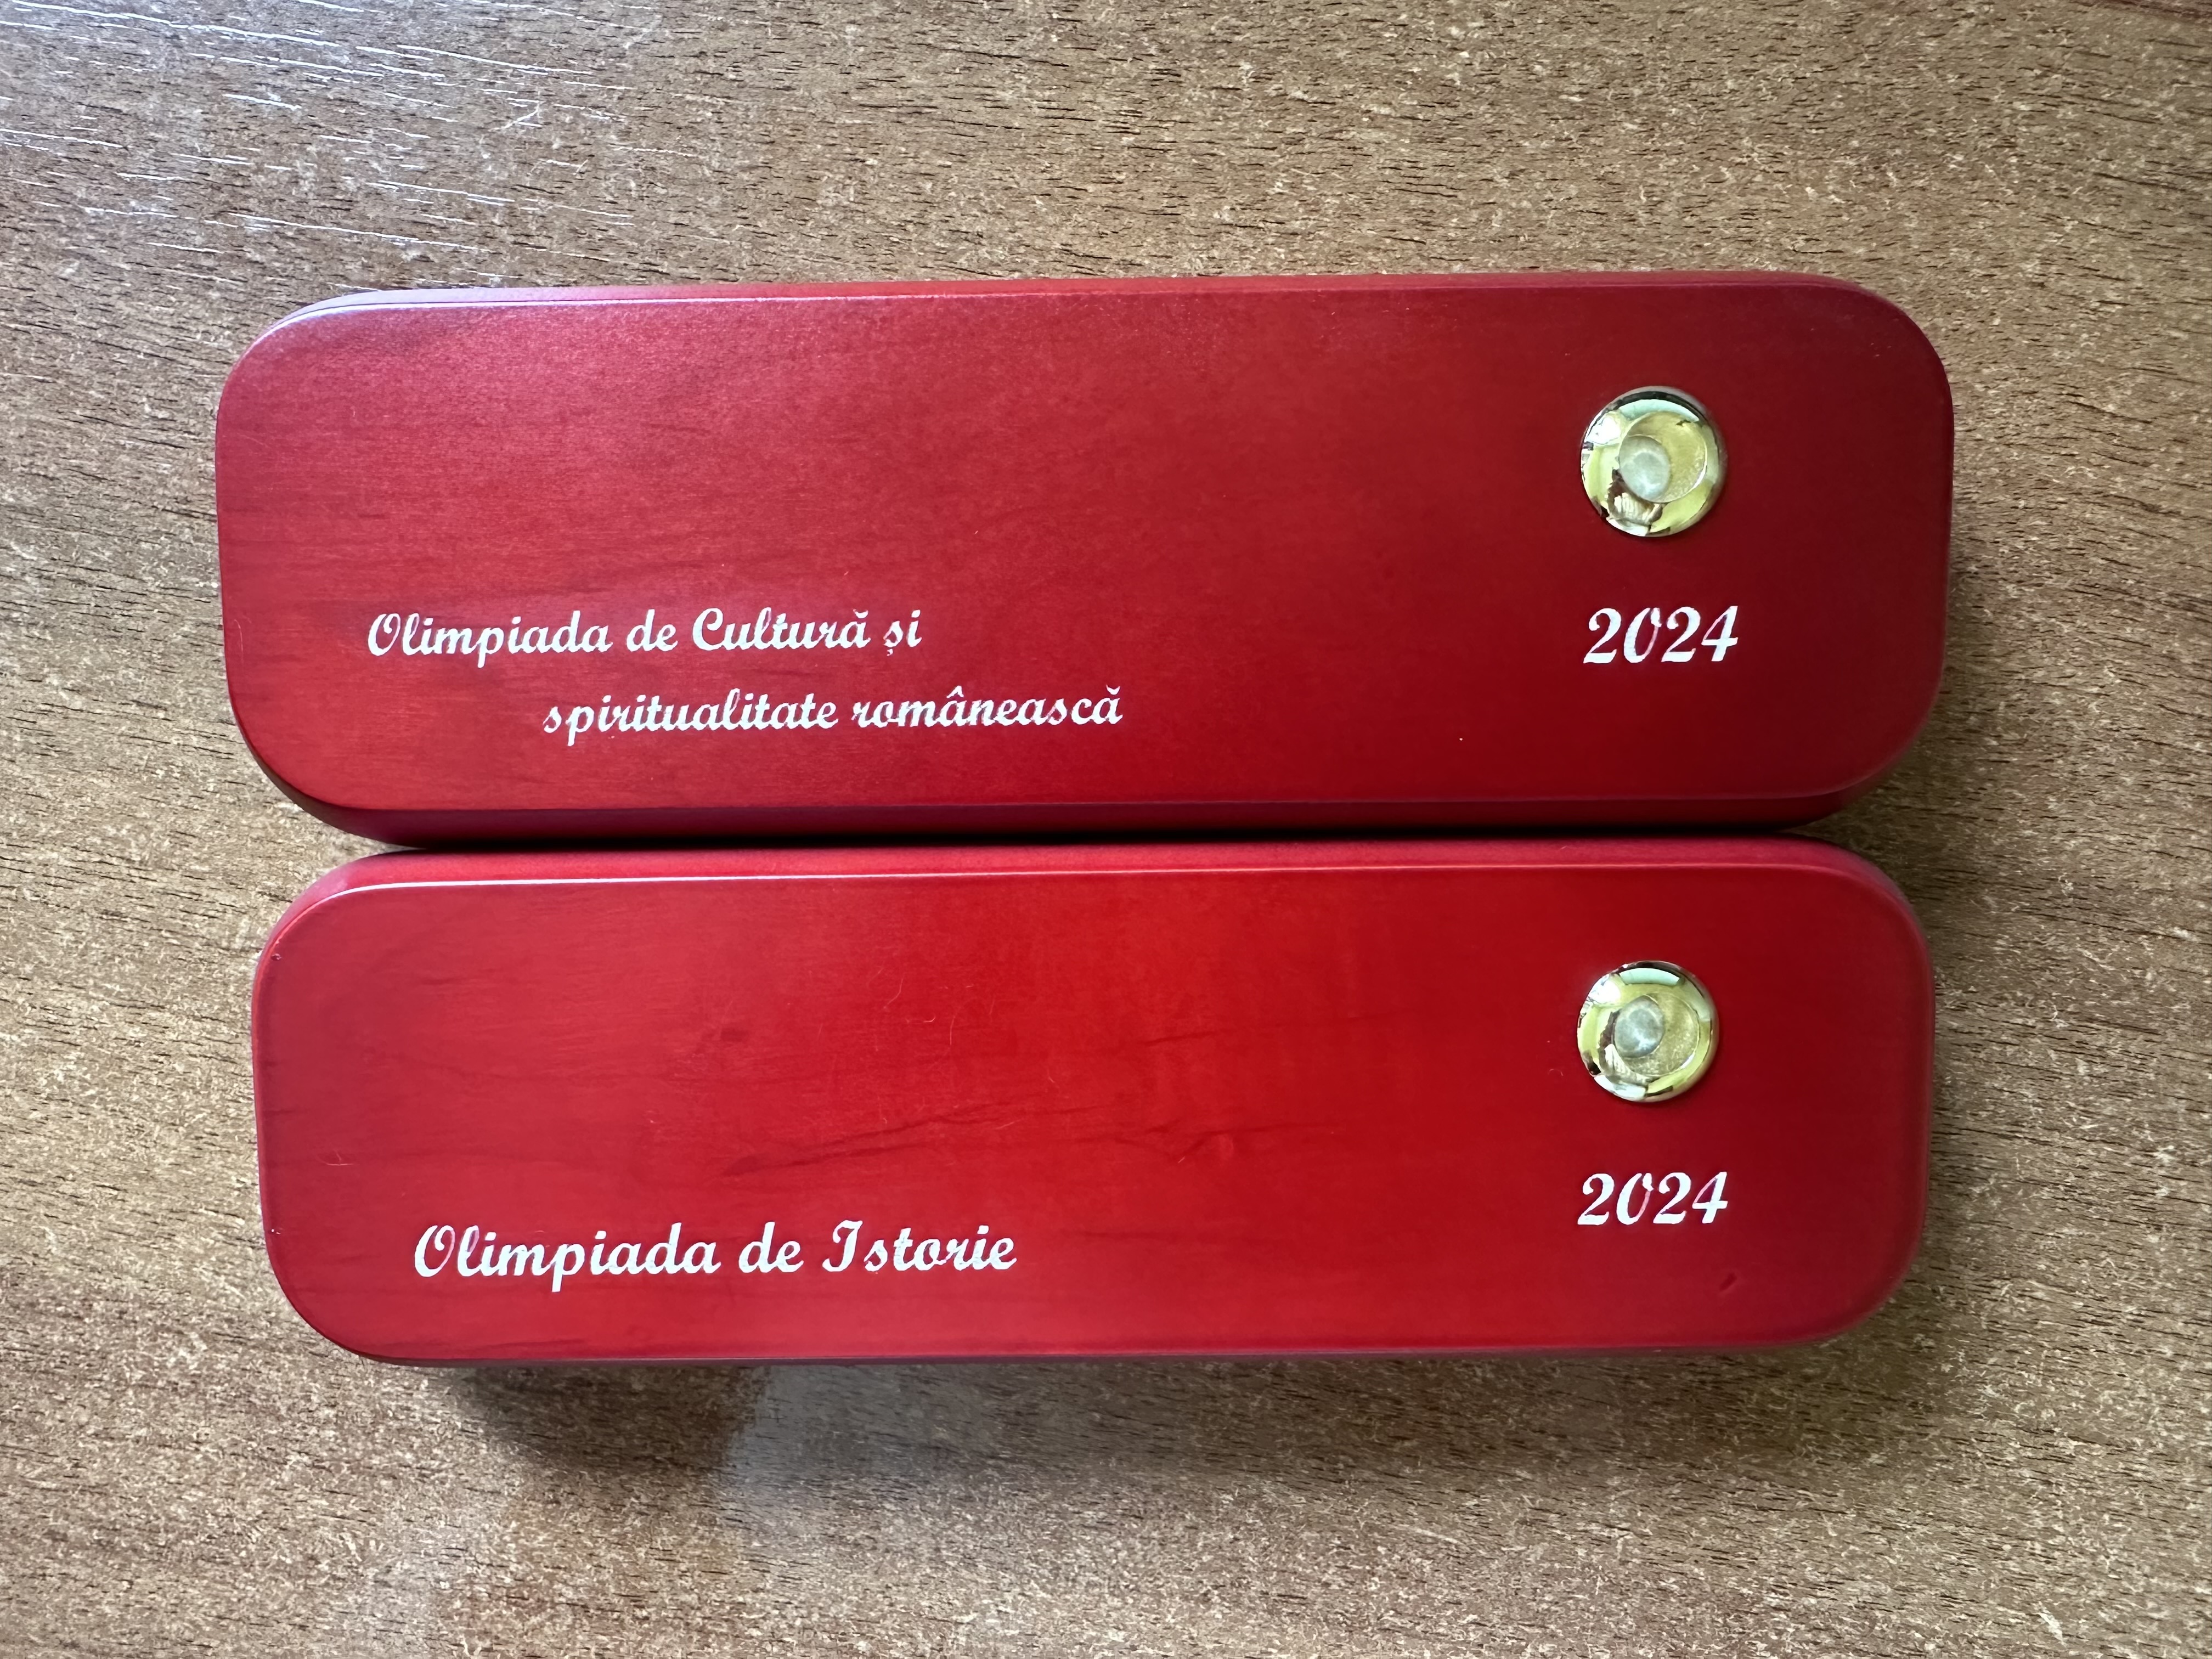 Olimpiada de Cultură și
spiritualitate românească
2024
Olimpiada de Istorie
2024